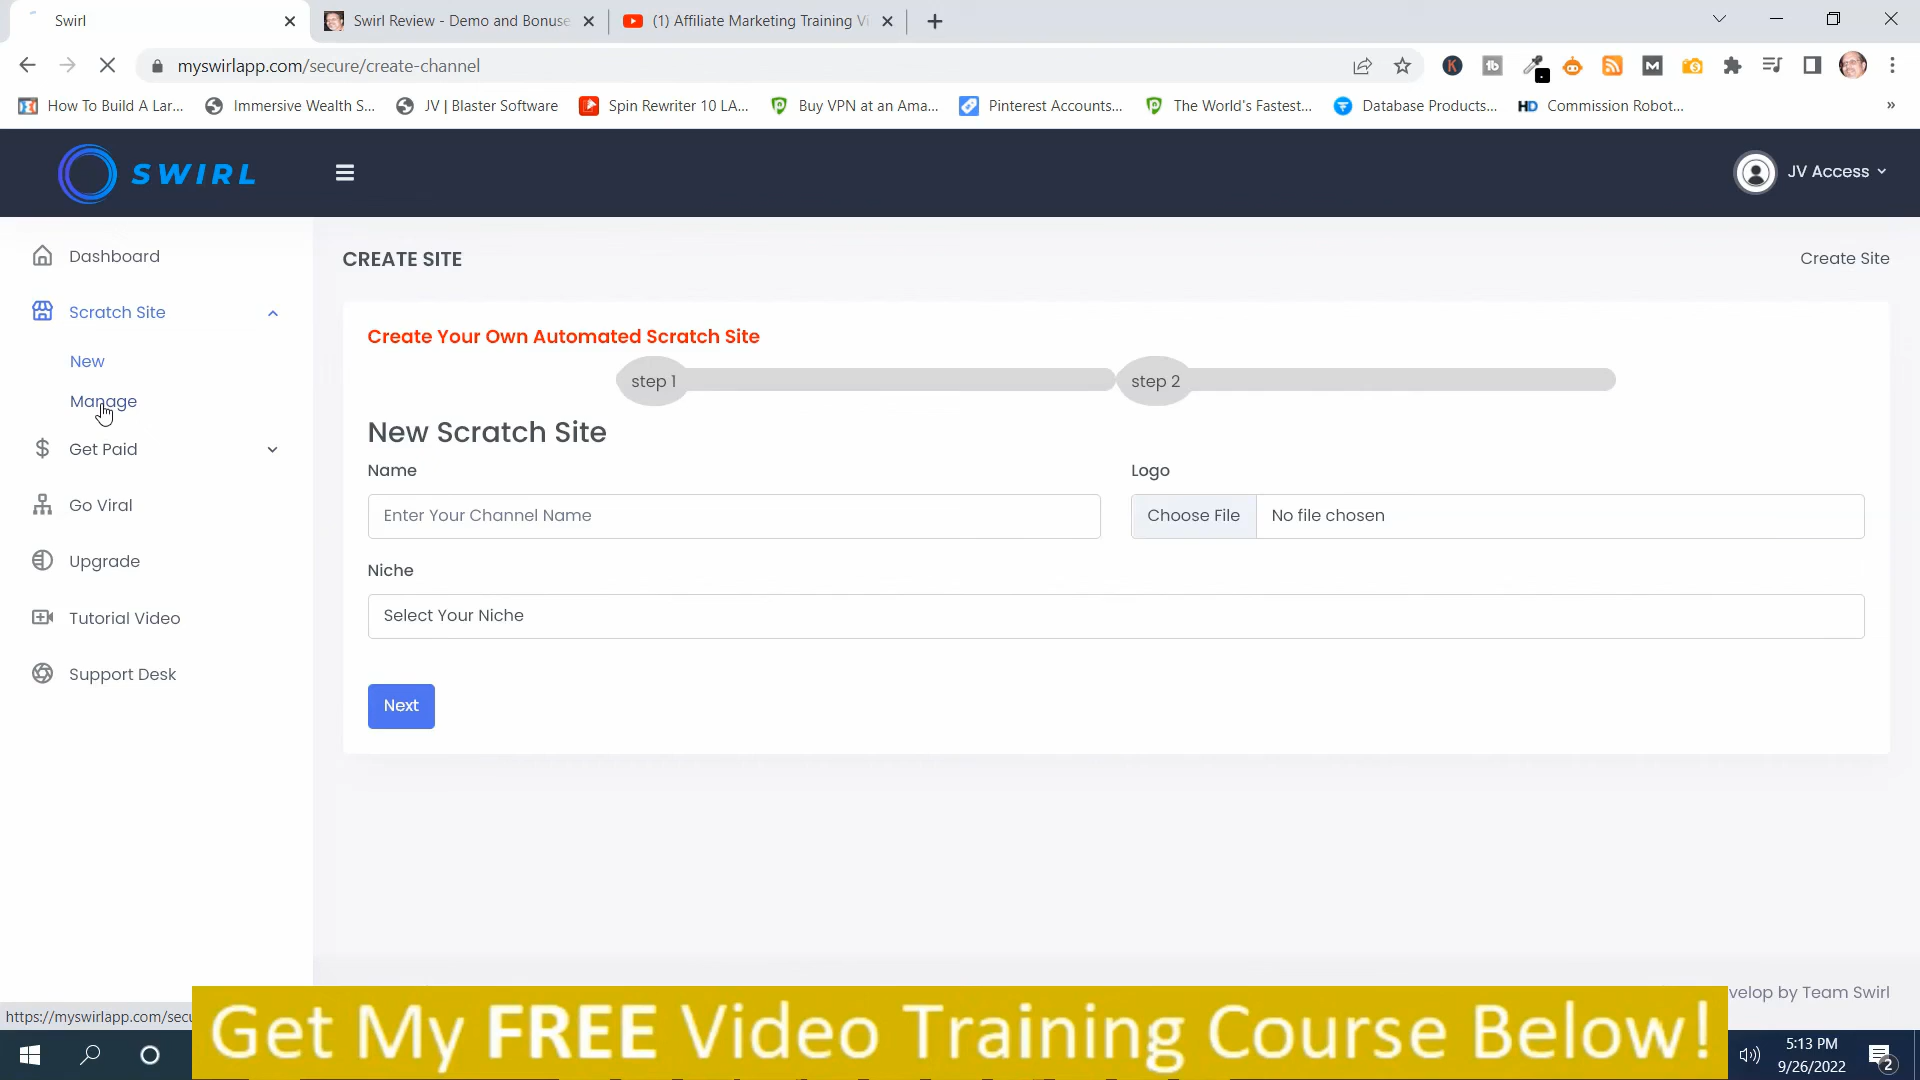 Swirl
Swirl Review - Demo and Bonuse
(1) Affiliate Marketing Training Vi
myswirlapp.com/secure/create-channel
How To Build A Lar...
Immersive Wealth S...
JV | Blaster Software
Spin Rewriter 10 LA...
Buy VPN at an Ama...
Pinterest Accounts...
The World's Fastest...
Database Products...
HD
Commission Robot...
»
SWIRL
JV Access
Dashboard
Scratch Site
New
Manage
Get Paid
Go Viral
Upgrade
Tutorial Video
Support Desk
CREATE SITE
Create Site
Create Your Own Automated Scratch Site
step 1
step 2
New Scratch Site
Name
Logo
Enter Your Channel Name
Choose File
No file chosen
Niche
Select Your Niche
Next
velop by Team Swirl
https://myswirlapp.com/secu
Get My FREE Video Training Course Below!
5:13 PM
9/26/2022
2